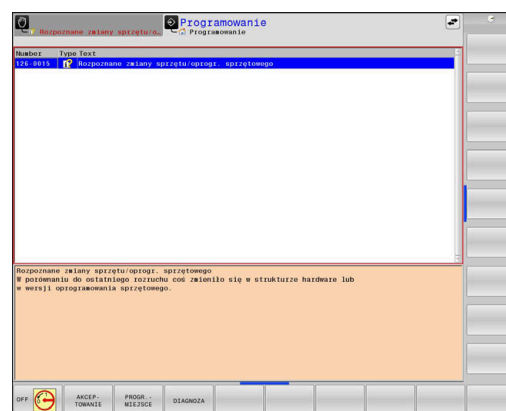 Programowanie
Rozpoznane zmiany sprzętu/o…
Programowanie
Number Type Text
126-0015 Rozpoznane zmiany sprzętu/oprogr. sprzętowego
Rozpoznane zmiany sprzętu/oprogr. sprzętowego
W porównaniu do ostatniego rozruchu coś zmieniło się w strukturze hardware lub
w wersji oprogramowania sprzętowego.
OFF
AKCEP-
TOWANIE
PROGR.-
MIEJSCE
DIAGNOZA